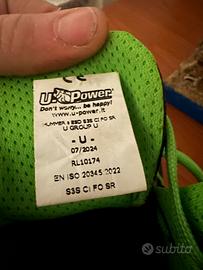 CE
U-Power
Don't worry... be happy!
www.u-power.it
U GROUP U
- U -
07/2024
RL10174
EN ISO 20345:2022
S3S CI FO SR
subito